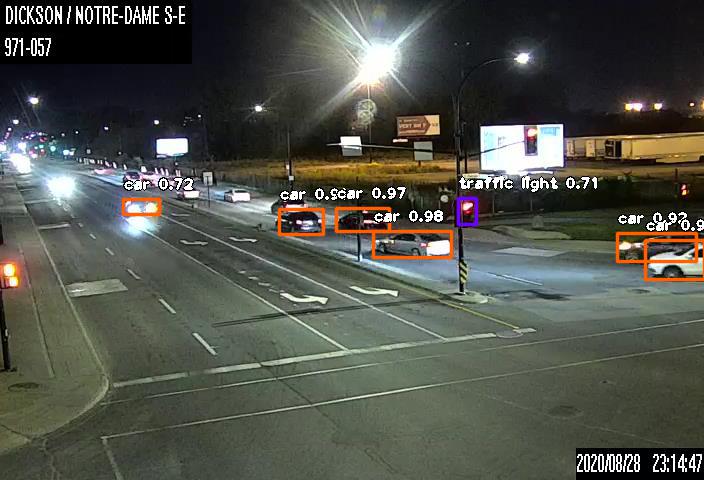 DICKSON / NOTRE-DAME S-E
971-057
car 0.72
car 0.9
car 0.97
car 0.98
traffic light 0.71
car 0.92
car 0.9
2020/08/28 23:14:47